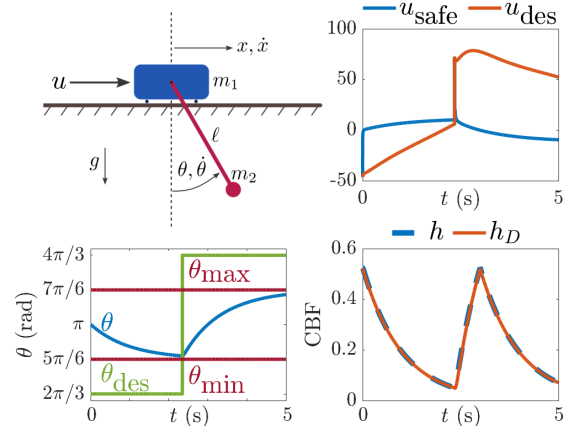 x, ẋ
u
m₁
ℓ
g
θ, θ̇
m₂
u_safe u_des
100
50
0
-50
0 5
t (s)
4π/3
7π/6
π
5π/6
2π/3
θ (rad)
θ_max
θ
θ_des
θ_min
0 5
t (s)
h h_D
0.6
0.4
0.2
0
CBF
0 5
t (s)